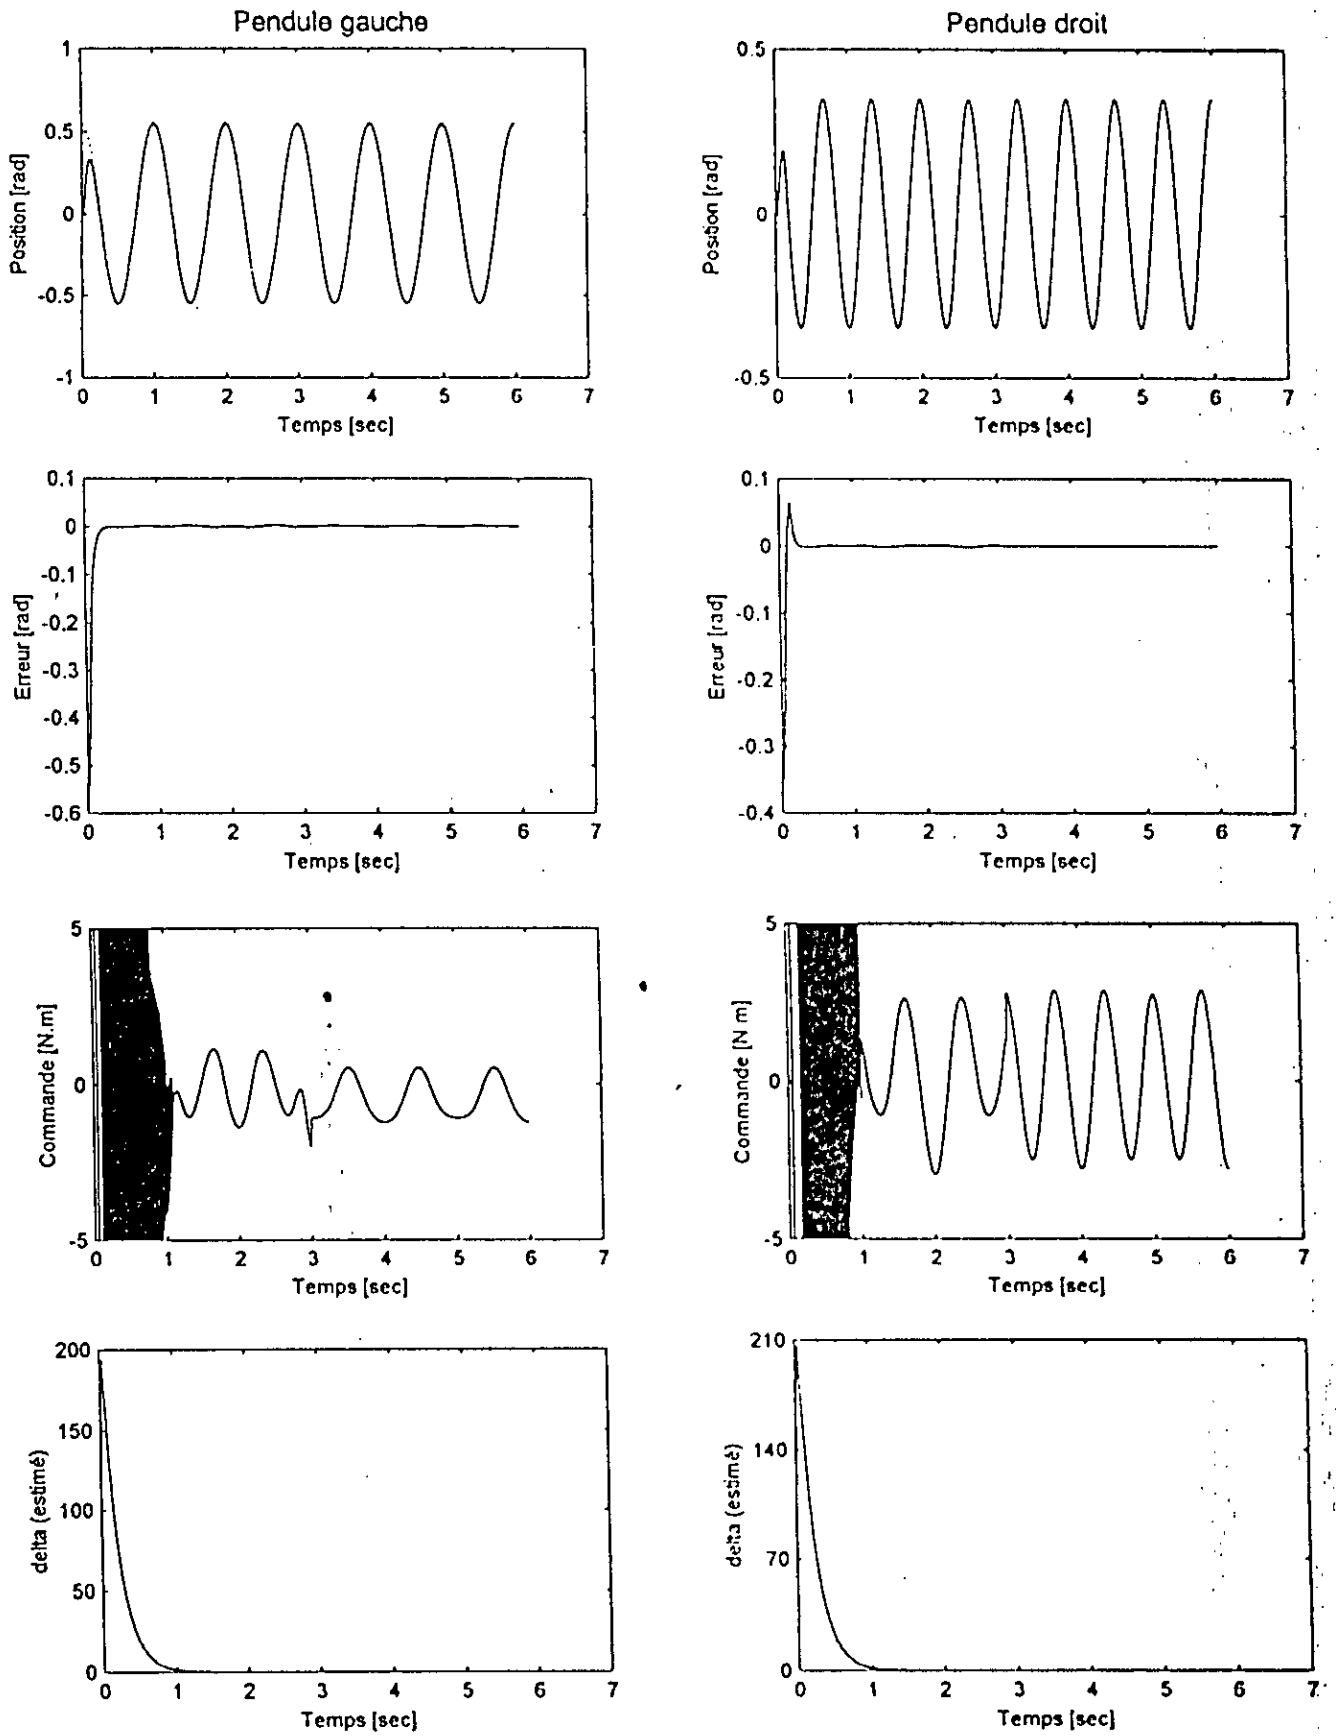 Pendule gauche
1
0.5
0
-0.5
-1
Position [rad]
0 1 2 3 4 5 6 7
Temps [sec]
Pendule droit
0.5
0
-0.5
Position [rad]
0 1 2 3 4 5 6 7
Temps [sec]
0.1
0
-0.1
-0.2
-0.3
-0.4
-0.5
-0.6
Erreur [rad]
0 1 2 3 4 5 6 7
Temps [sec]
0.1
0
-0.1
-0.2
-0.3
-0.4
Erreur [rad]
0 1 2 3 4 5 6 7
Temps [sec]
5
0
-5
Commande [N.m]
0 1 2 3 4 5 6 7
Temps [sec]
5
0
-5
Commande [N m]
0 1 2 3 4 5 6 7
Temps [sec]
200
150
100
50
0
delta (estimé)
0 1 2 3 4 5 6 7
Temps [sec]
210
140
70
0
delta (estimé)
0 1 2 3 4 5 6 7
Temps [sec]